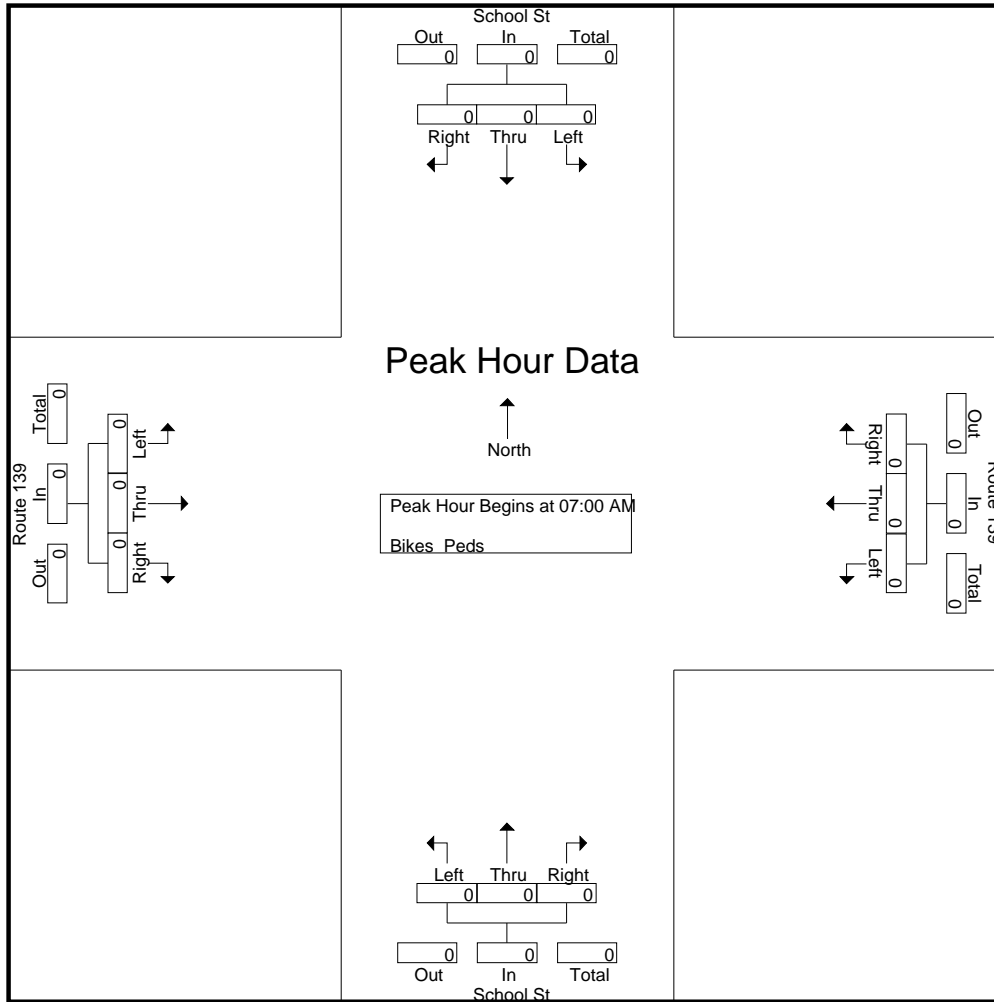 School St
Out In Total
0 0 0
0 0 0
Right Thru Left
Peak Hour Data
North
Peak Hour Begins at 07:00 AM
Bikes Peds
Route 139
Total In Out
0 0 0
0 0 0
Left Thru Right
Route 139
Out In Total
0 0 0
0 0 0
Right Thru Left
Left Thru Right
0 0 0
0 0 0
Out In Total
School St